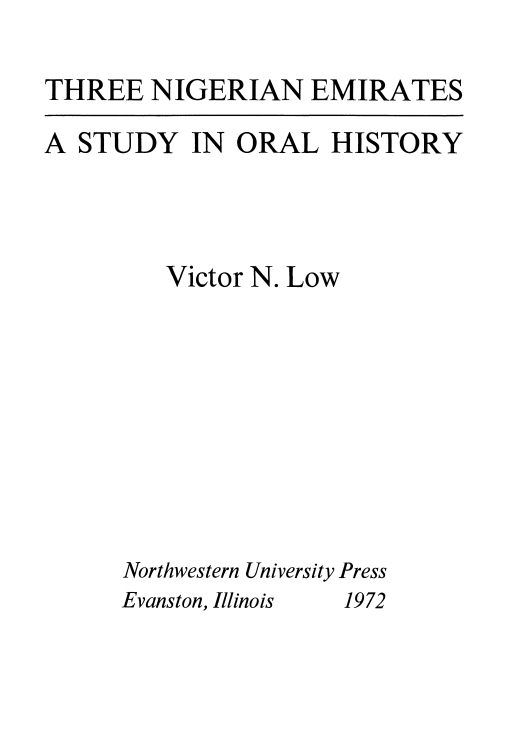 THREE NIGERIAN EMIRATES
A STUDY IN ORAL HISTORY
Victor N. Low
Northwestern University Press
Evanston, Illinois 1972